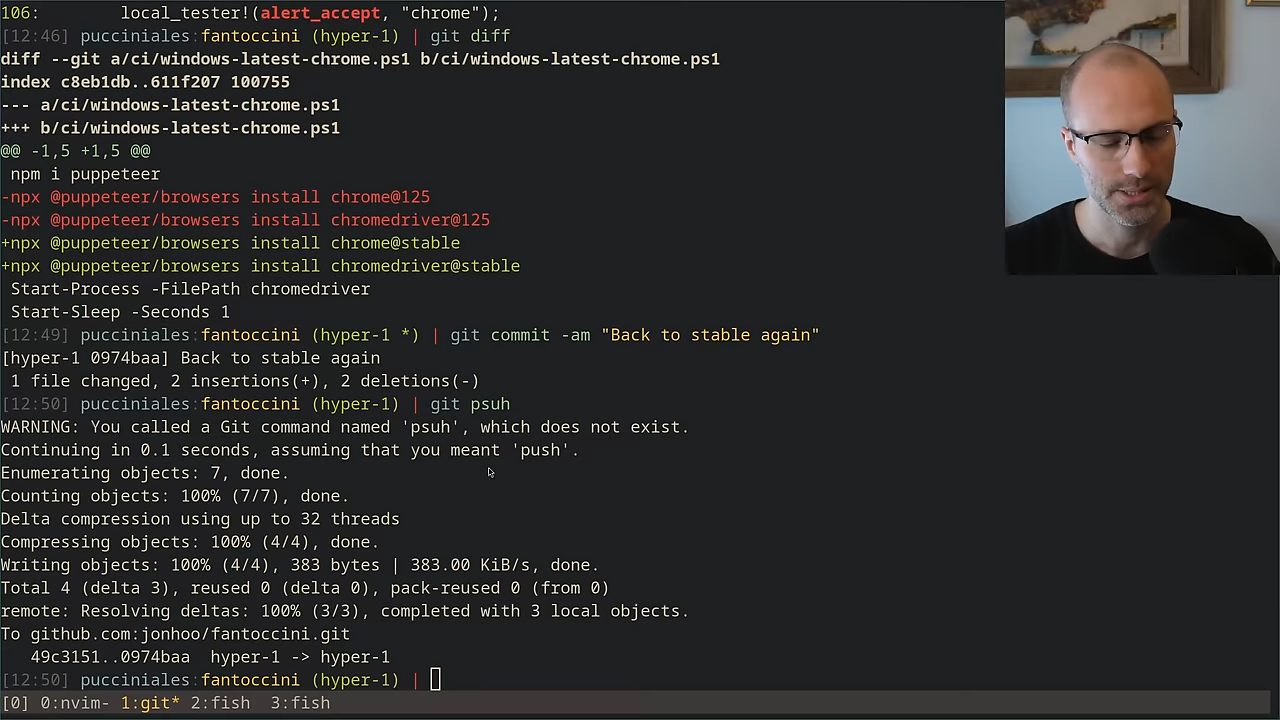 106:        local_tester!(alert_accept, "chrome");
[12:46] pucciniales:fantoccini (hyper-1) | git diff
diff --git a/ci/windows-latest-chrome.ps1 b/ci/windows-latest-chrome.ps1
index c8eb1db..611f207 100755
--- a/ci/windows-latest-chrome.ps1
+++ b/ci/windows-latest-chrome.ps1
@@ -1,5 +1,5 @@
 npm i puppeteer
-npx @puppeteer/browsers install chrome@125
-npx @puppeteer/browsers install chromedriver@125
+npx @puppeteer/browsers install chrome@stable
+npx @puppeteer/browsers install chromedriver@stable
 Start-Process -FilePath chromedriver
 Start-Sleep -Seconds 1
[12:49] pucciniales:fantoccini (hyper-1 *) | git commit -am "Back to stable again"
[hyper-1 0974baa] Back to stable again
 1 file changed, 2 insertions(+), 2 deletions(-)
[12:50] pucciniales:fantoccini (hyper-1) | git psuh
WARNING: You called a Git command named 'psuh', which does not exist.
Continuing in 0.1 seconds, assuming that you meant 'push'.
Enumerating objects: 7, done.
Counting objects: 100% (7/7), done.
Delta compression using up to 32 threads
Compressing objects: 100% (4/4), done.
Writing objects: 100% (4/4), 383 bytes | 383.00 KiB/s, done.
Total 4 (delta 3), reused 0 (delta 0), pack-reused 0 (from 0)
remote: Resolving deltas: 100% (3/3), completed with 3 local objects.
To github.com:jonhoo/fantoccini.git
   49c3151..0974baa  hyper-1 -> hyper-1
[12:50] pucciniales:fantoccini (hyper-1) |
[0] 0:nvim- 1:git* 2:fish  3:fish